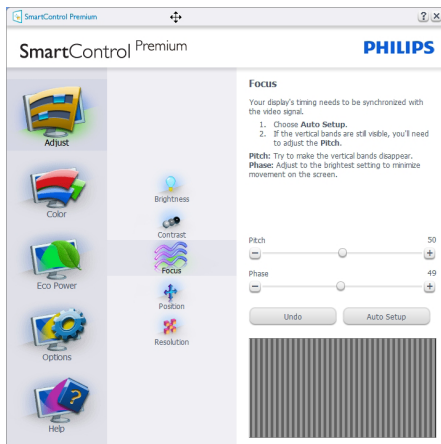 SmartControl Premium
SmartControl Premium
PHILIPS
Adjust
Color
Eco Power
Options
Help
Brightness
Contrast
Focus
Position
Resolution
Focus
Your display's timing needs to be synchronized with
the video signal.
1. Choose Auto Setup.
2. If the vertical bands are still visible, you'll need
to adjust the Pitch.
Pitch: Try to make the vertical bands disappear.
Phase: Adjust to the brightest setting to minimize
movement on the screen.
Pitch 50
Phase 49
Undo Auto Setup